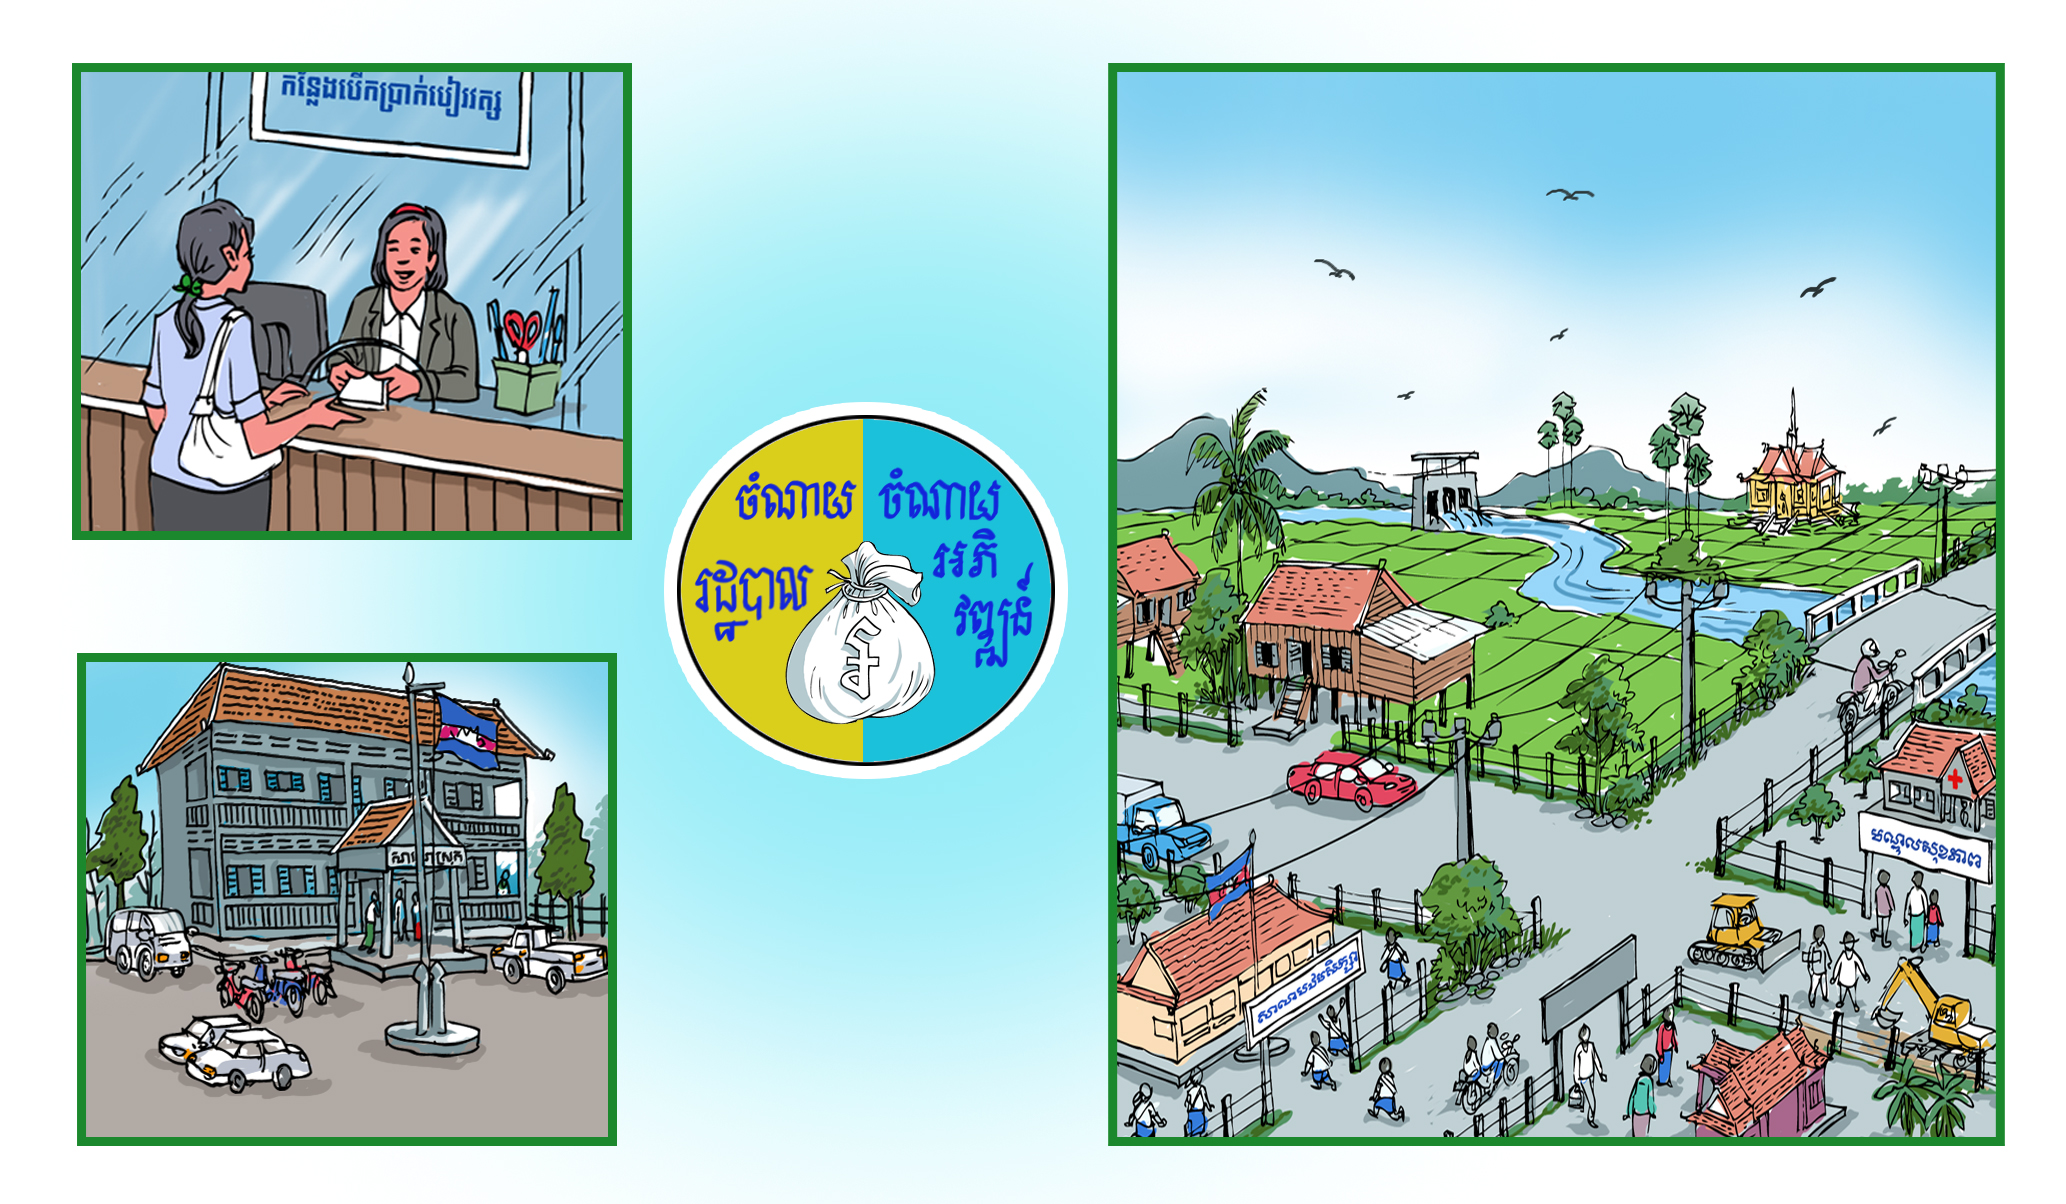 កន្លែងបើកប្រាក់បៀរវត្ស
ចំណាយ
រដ្ឋបាល
ចំណាយ
អភិ
វឌ្ឍន៍
៛
សាលាស្រុក
មណ្ឌលសុខភាព
សាលាបឋមសិក្សា